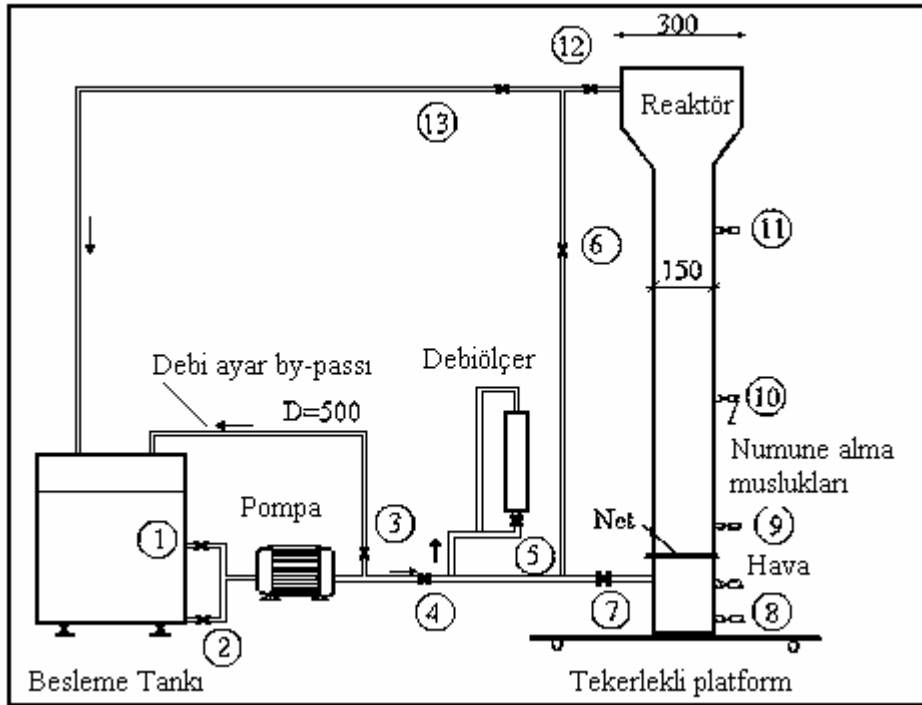 300
12
Reaktör
13
11
6
150
Debi ayar by-passı
Debiölçer
D=500
10
Numune alma
muslukları
Pompa
3
1
9
Net
5
Hava
4
7
8
2
Besleme Tankı
Tekerlekli platform